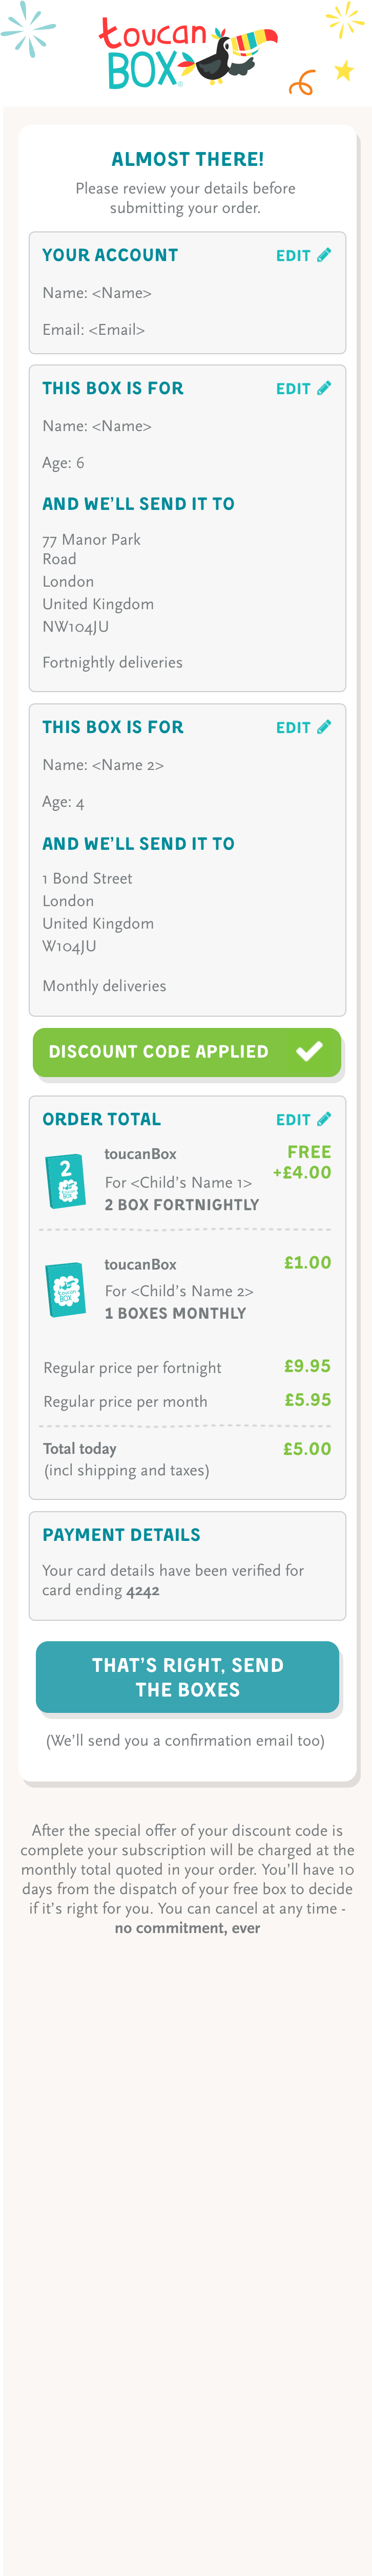 toucan
BOX
ALMOST THERE!
Please review your details before
submitting your order.
YOUR ACCOUNT
EDIT
Name: <Name>
Email: <Email>
THIS BOX IS FOR
EDIT
Name: <Name>
Age: 6
AND WE'LL SEND IT TO
77 Manor Park
Road
London
United Kingdom
NW104JU
Fortnightly deliveries
THIS BOX IS FOR
EDIT
Name: <Name 2>
Age: 4
AND WE'LL SEND IT TO
1 Bond Street
London
United Kingdom
W104JU
Monthly deliveries
DISCOUNT CODE APPLIED
ORDER TOTAL
EDIT
2
toucanBox
FREE
+£4.00
For <Child's Name 1>
2 BOX FORTNIGHTLY
toucan
BOX
toucanBox
£1.00
For <Child's Name 2>
1 BOXES MONTHLY
Regular price per fortnight £9.95
Regular price per month £5.95
Total today £5.00
(incl shipping and taxes)
PAYMENT DETAILS
Your card details have been verified for
card ending 4242
THAT'S RIGHT, SEND
THE BOXES
(We'll send you a confirmation email too)
After the special offer of your discount code is
complete your subscription will be charged at the
monthly total quoted in your order. You'll have 10
days from the dispatch of your free box to decide
if it's right for you. You can cancel at any time -
no commitment, ever